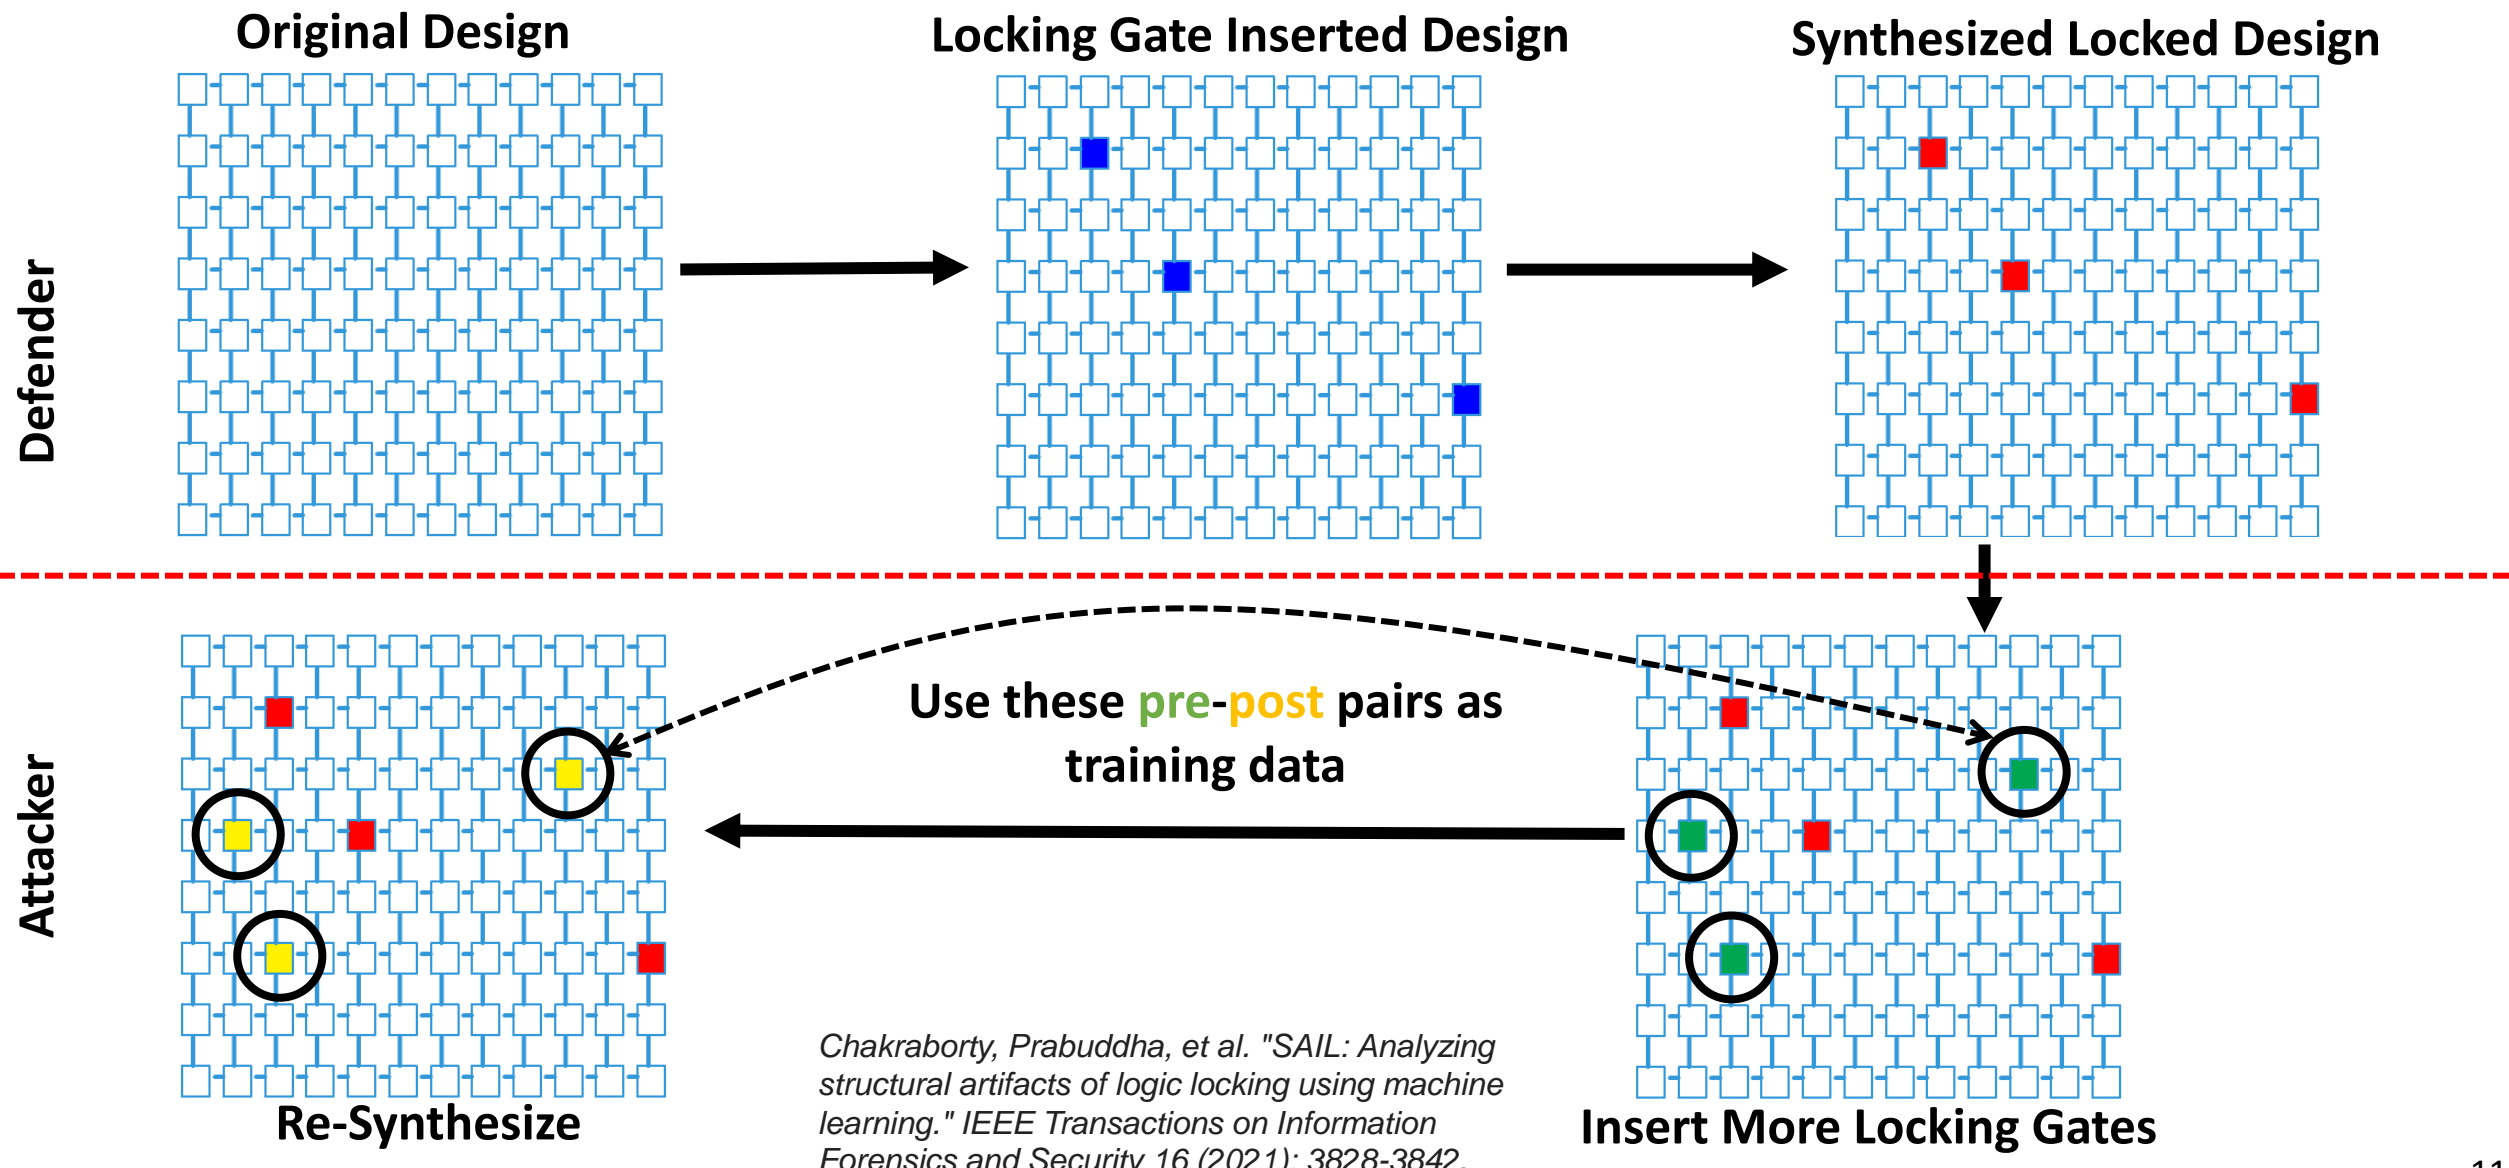 Original Design
Locking Gate Inserted Design
Synthesized Locked Design
Defender
Use these pre-post pairs as
training data
Attacker
Re-Synthesize
Insert More Locking Gates
Chakraborty, Prabuddha, et al. "SAIL: Analyzing
structural artifacts of logic locking using machine
learning." IEEE Transactions on Information
Forensics and Security 16 (2021): 3828-3842.
11